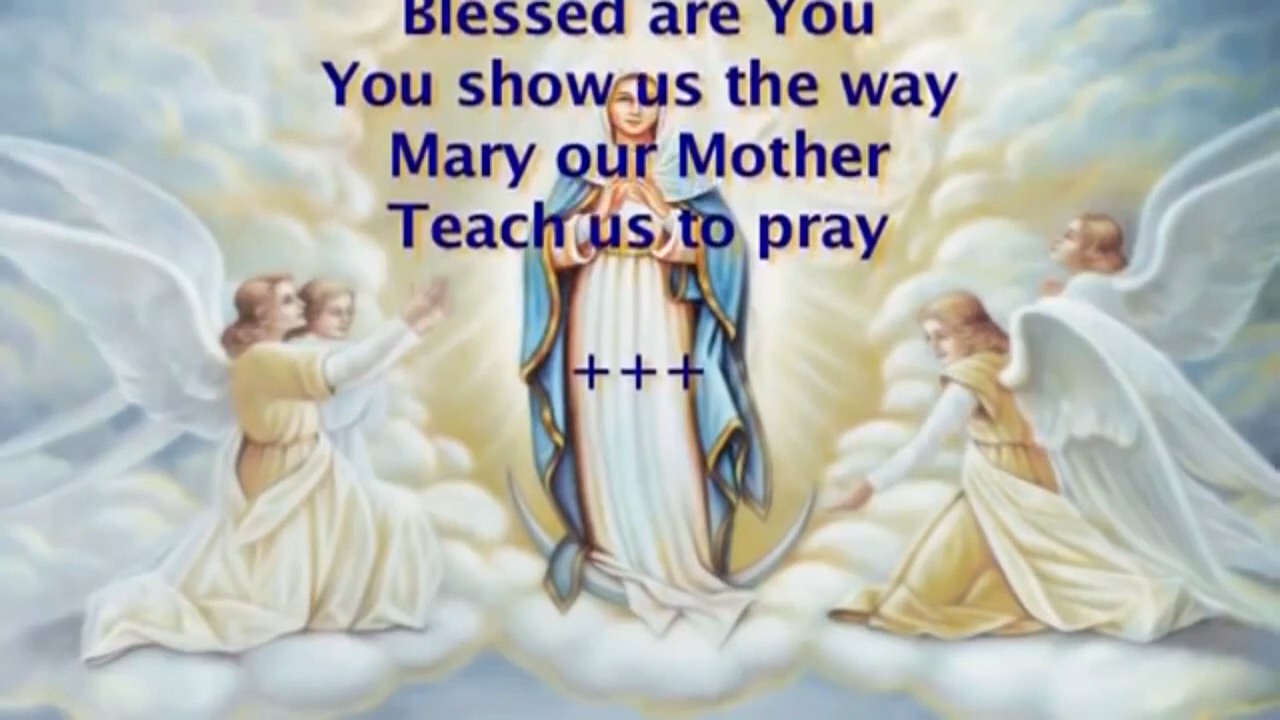 Blessed are You
You show us the way
Mary our Mother
Teach us to pray
+++